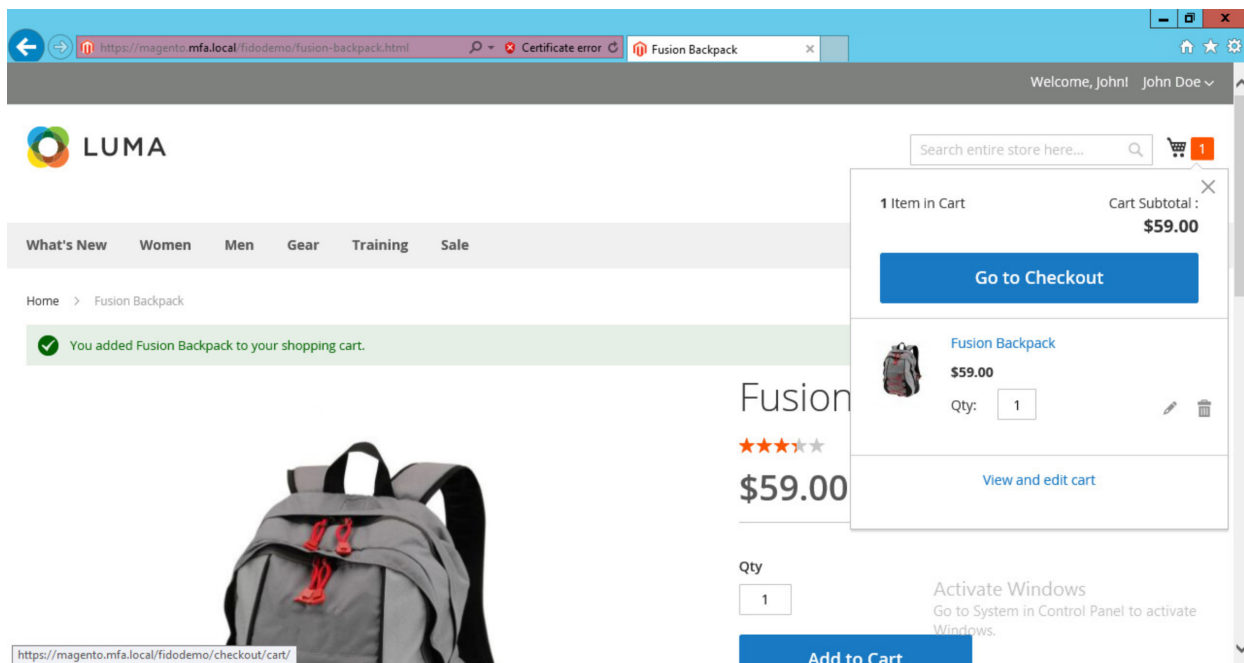 https://magento.mfa.local/fidodemo/fusion-backpack.html
Certificate error
Fusion Backpack
Welcome, John! John Doe
LUMA
Search entire store here...
1
What's New Women Men Gear Training Sale
1 Item in Cart
Cart Subtotal :
$59.00
Go to Checkout
Home > Fusion Backpack
You added Fusion Backpack to your shopping cart.
Fusion Backpack
$59.00
Qty: 1
View and edit cart
Fusion
$59.00
Qty
1
Add to Cart
Activate Windows
Go to System in Control Panel to activate
Windows.
https://magento.mfa.local/fidodemo/checkout/cart/